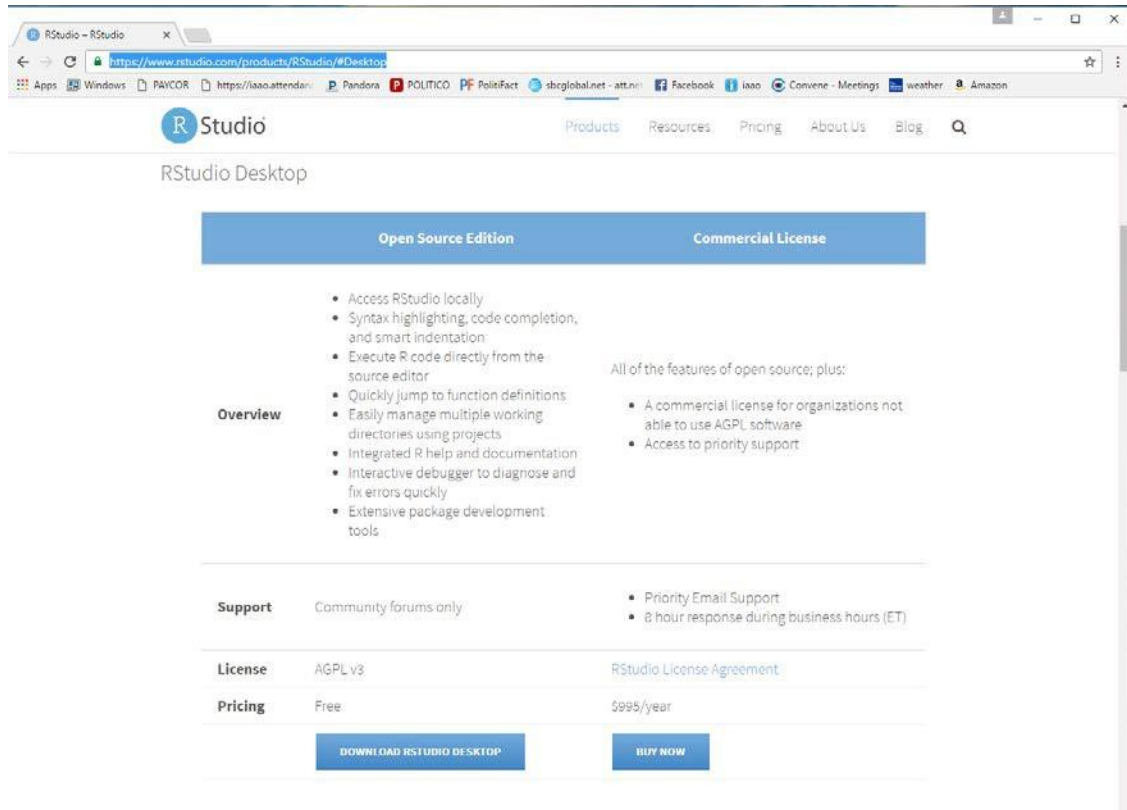 RStudio – RStudio
https://www.rstudio.com/products/RStudio/#Desktop
Apps Windows PAYCOR https://iaao.attendan P Pandora P POLITICO PF PolitiFact sbcglobal.net - att.ne Facebook iaao Convene - Meetings weather a Amazon
R Studio
Products Resources Pricing About Us Blog
RStudio Desktop
Open Source Edition Commercial License
Overview
• Access RStudio locally
• Syntax highlighting, code completion,
and smart indentation
• Execute R code directly from the
source editor
• Quickly jump to function definitions
• Easily manage multiple working
directories using projects
• Integrated R help and documentation
• Interactive debugger to diagnose and
fix errors quickly
• Extensive package development
tools
All of the features of open source; plus:
• A commercial license for organizations not
able to use AGPL software
• Access to priority support
Support
Community forums only
• Priority Email Support
• 8 hour response during business hours (ET)
License AGPL v3 RStudio License Agreement
Pricing Free $995/year
DOWNLOAD RSTUDIO DESKTOP BUY NOW